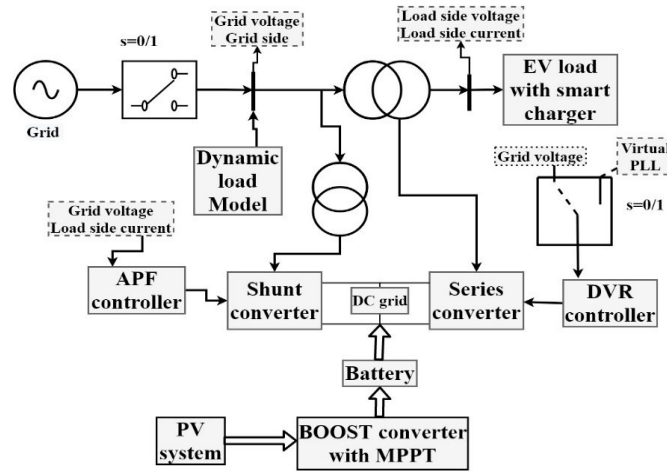 Grid voltage
Grid side
Load side voltage
Load side current
s=0/1
Grid
EV load
with smart
charger
Dynamic
load
Model
Grid voltage
Virtual
PLL
s=0/1
Grid voltage
Load side current
APF
controller
Shunt
converter
DC grid
Series
converter
DVR
controller
Battery
PV
system
BOOST converter
with MPPT